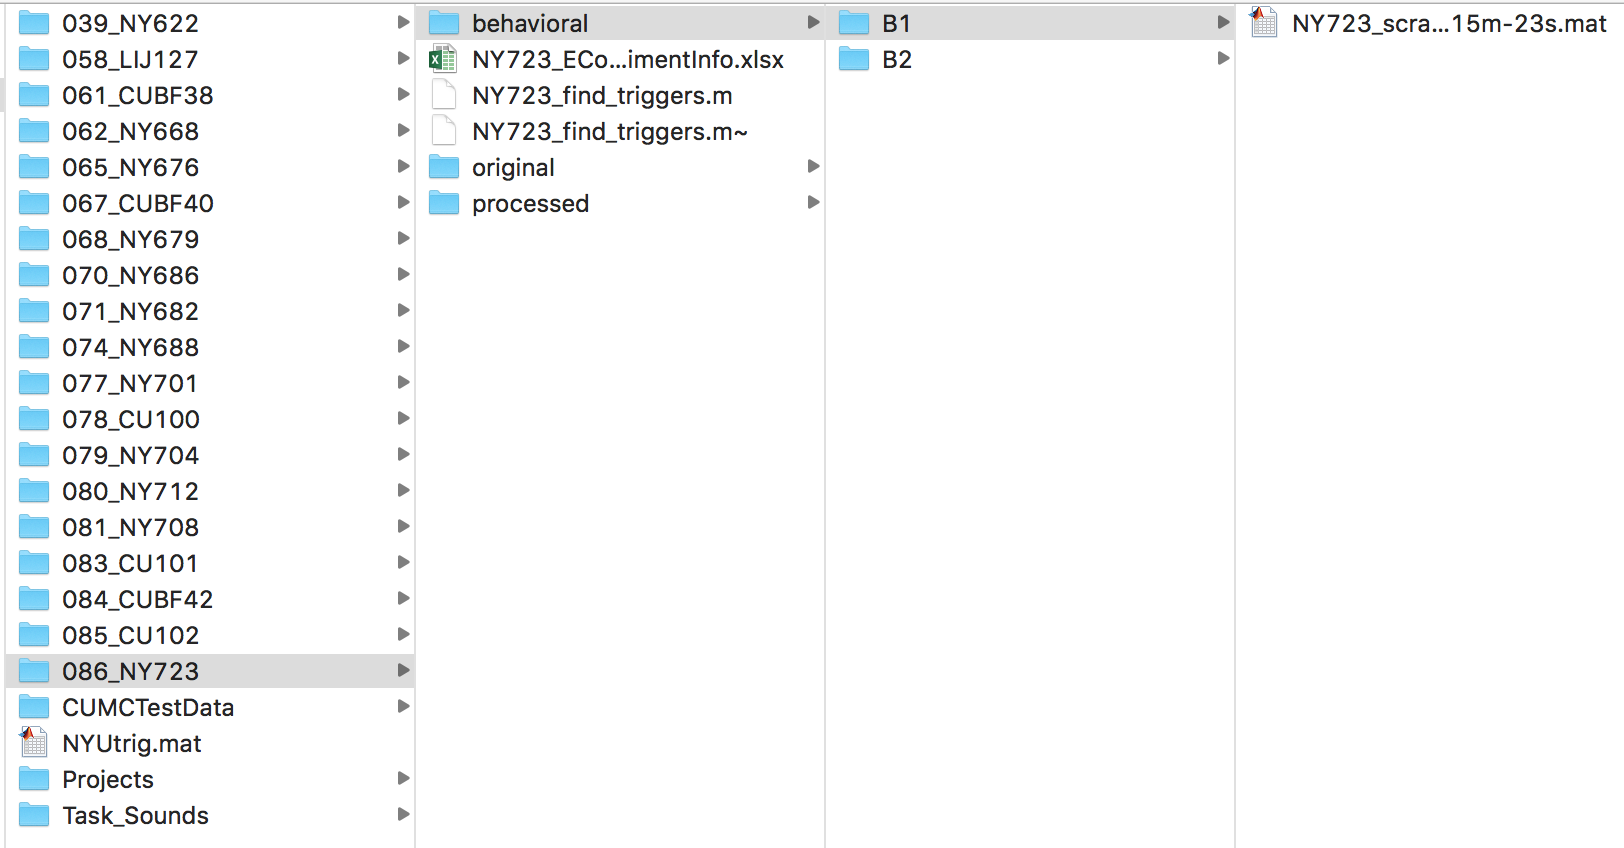 039_NY622
058_LIJ127
061_CUBF38
062_NY668
065_NY676
067_CUBF40
068_NY679
070_NY686
071_NY682
074_NY688
077_NY701
078_CU100
079_NY704
080_NY712
081_NY708
083_CU101
084_CUBF42
085_CU102
086_NY723
CUMCTestData
NYUtrig.mat
Projects
Task_Sounds
behavioral
NY723_ECo...imentInfo.xlsx
NY723_find_triggers.m
NY723_find_triggers.m~
original
processed
B1
B2
NY723_scra...15m-23s.mat